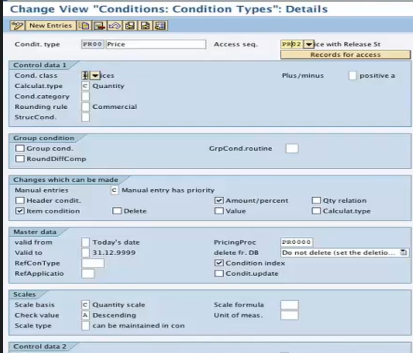 Change View "Conditions: Condition Types": Details
New Entries
Condit. type PR00 Price Access seq. PR02 ice with Release St
Records for access
Control data 1
Cond. class ices Plus/minus positive a
Calculat.type C Quantity
Cond.category
Rounding rule Commercial
StrucCond.
Group condition
Group cond. GrpCond.routine
RoundDiffComp
Changes which can be made
Manual entries C Manual entry has priority
Header condit. Amount/percent Qty relation
Item condition Delete Value Calculat.type
Master data
valid from Today's date PricingProc PR0000
Valid to 31.12.9999 delete fr. DB Do not delete (set the deletio...
RefConType Condition index
RefApplicatio Condit.update
Scales
Scale basis C Quantity scale Scale formula
Check value A Descending Unit of meas.
Scale type can be maintained in con
Control data 2